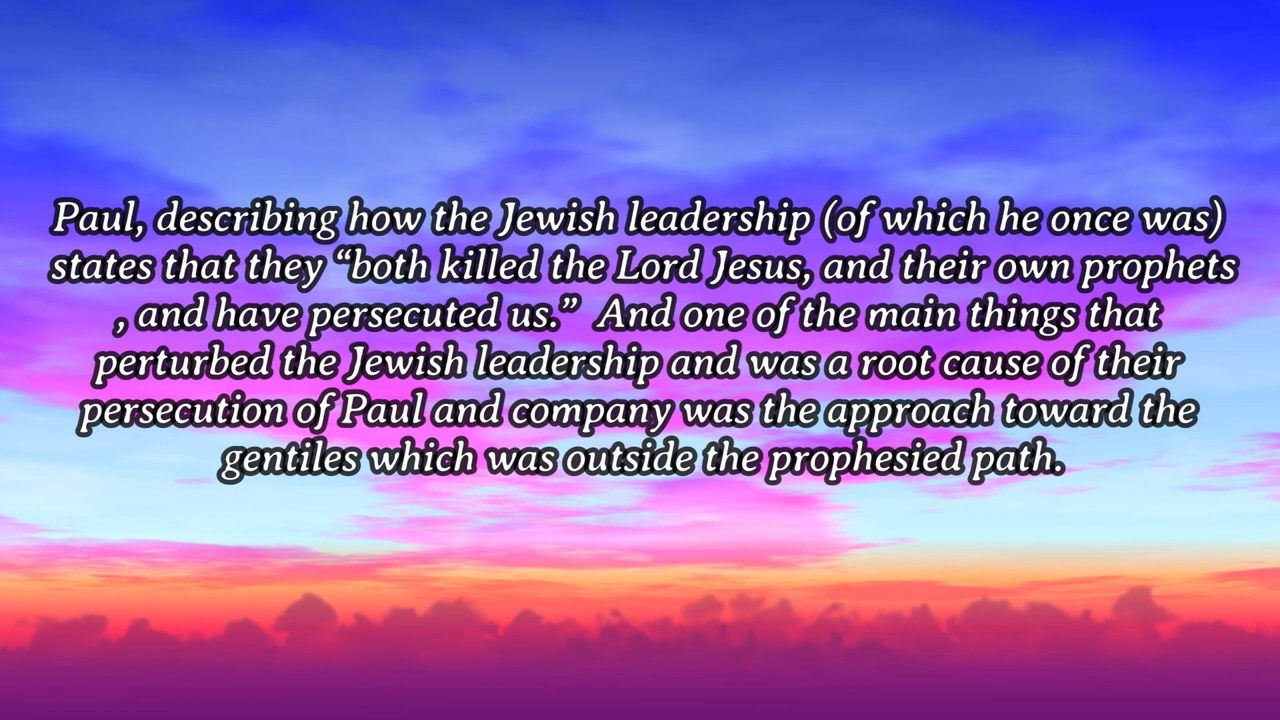 Paul, describing how the Jewish leadership (of which he once was)
states that they “both killed the Lord Jesus, and their own prophets
, and have persecuted us.”  And one of the main things that
perturbed the Jewish leadership and was a root cause of their
persecution of Paul and company was the approach toward the
gentiles which was outside the prophesied path.